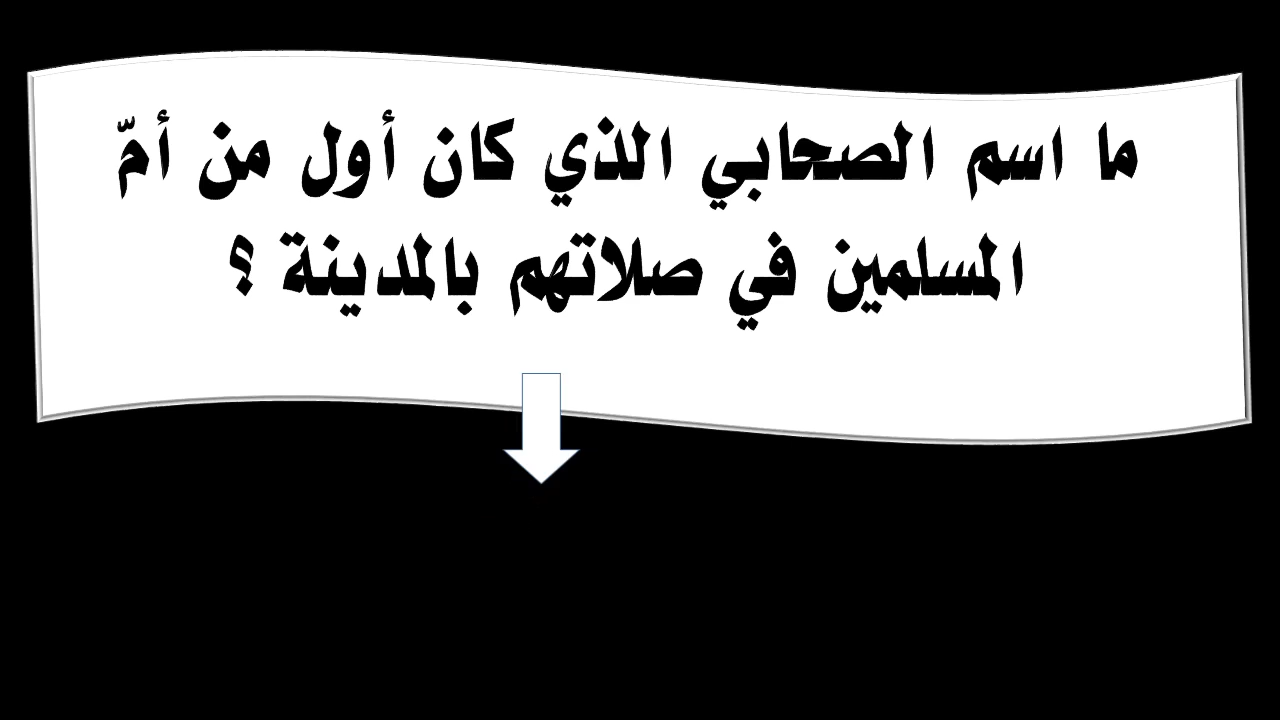 ما اسم الصحابي الذي كان أول من أمّ
المسلمين في صلاتهم بالمدينة ؟